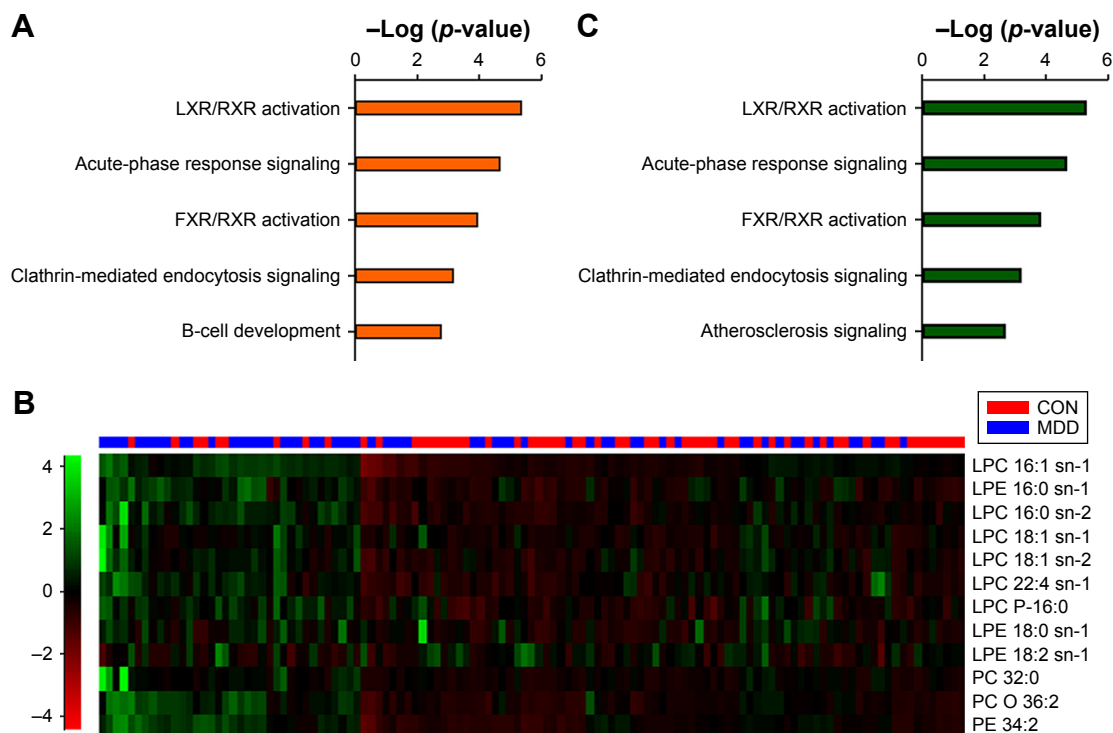 A
–Log (p-value)
0 2 4 6
LXR/RXR activation
Acute-phase response signaling
FXR/RXR activation
Clathrin-mediated endocytosis signaling
B-cell development
C
–Log (p-value)
0 2 4 6
LXR/RXR activation
Acute-phase response signaling
FXR/RXR activation
Clathrin-mediated endocytosis signaling
Atherosclerosis signaling
B
CON
MDD
4
2
0
–2
–4
LPC 16:1 sn-1
LPE 16:0 sn-1
LPC 16:0 sn-2
LPC 18:1 sn-1
LPC 18:1 sn-2
LPC 22:4 sn-1
LPC P-16:0
LPE 18:0 sn-1
LPE 18:2 sn-1
PC 32:0
PC O 36:2
PE 34:2